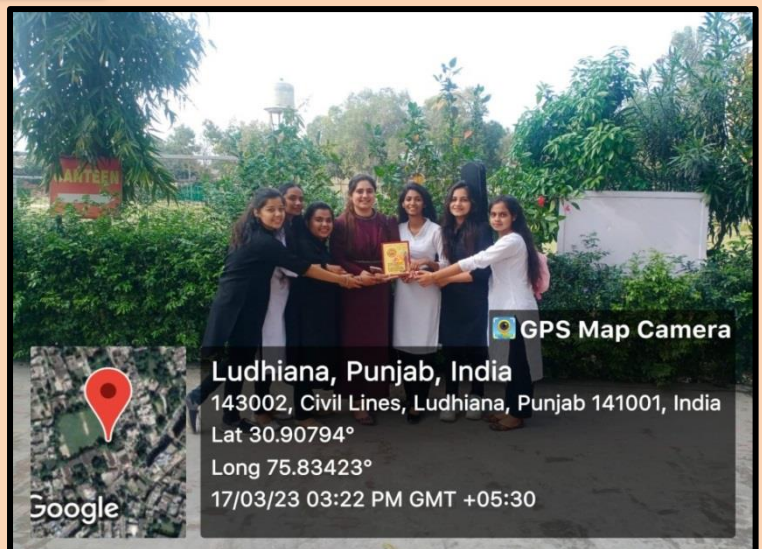 KANTEEN
GPS Map Camera
Ludhiana, Punjab, India
143002, Civil Lines, Ludhiana, Punjab 141001, India
Lat 30.90794°
Long 75.83423°
17/03/23 03:22 PM GMT +05:30
Google